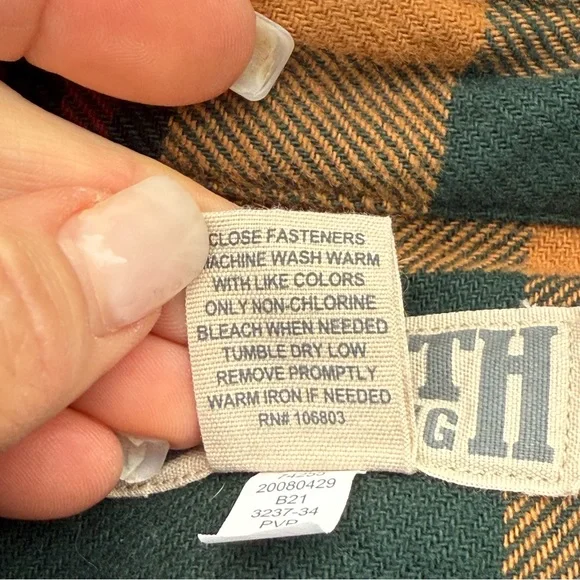 CLOSE FASTENERS
MACHINE WASH WARM
WITH LIKE COLORS
ONLY NON-CHLORINE
BLEACH WHEN NEEDED
TUMBLE DRY LOW
REMOVE PROMPTLY
WARM IRON IF NEEDED
RN# 106803
TH
G
20080429
B21
3237-34
PVP